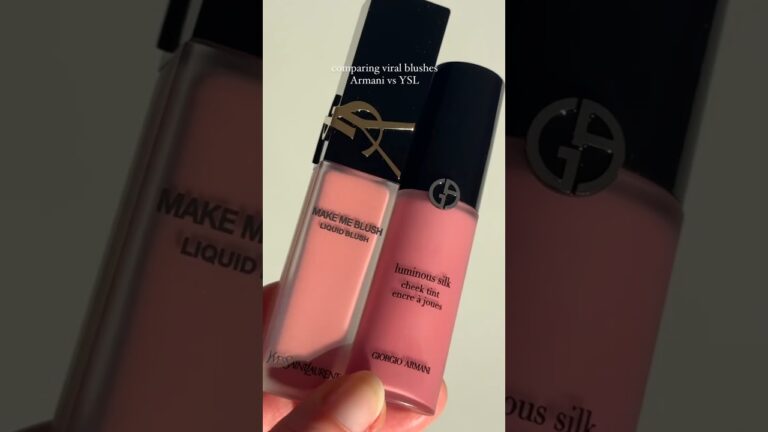 comparing viral blushes
Armani vs YSL
MAKE ME BLUSH
LIQUID BLUSH
YVESSAINTLAURENT
luminous silk
cheek tint
encre à joues
GIORGIO ARMANI
MAKE M
LIQUID
ous silk